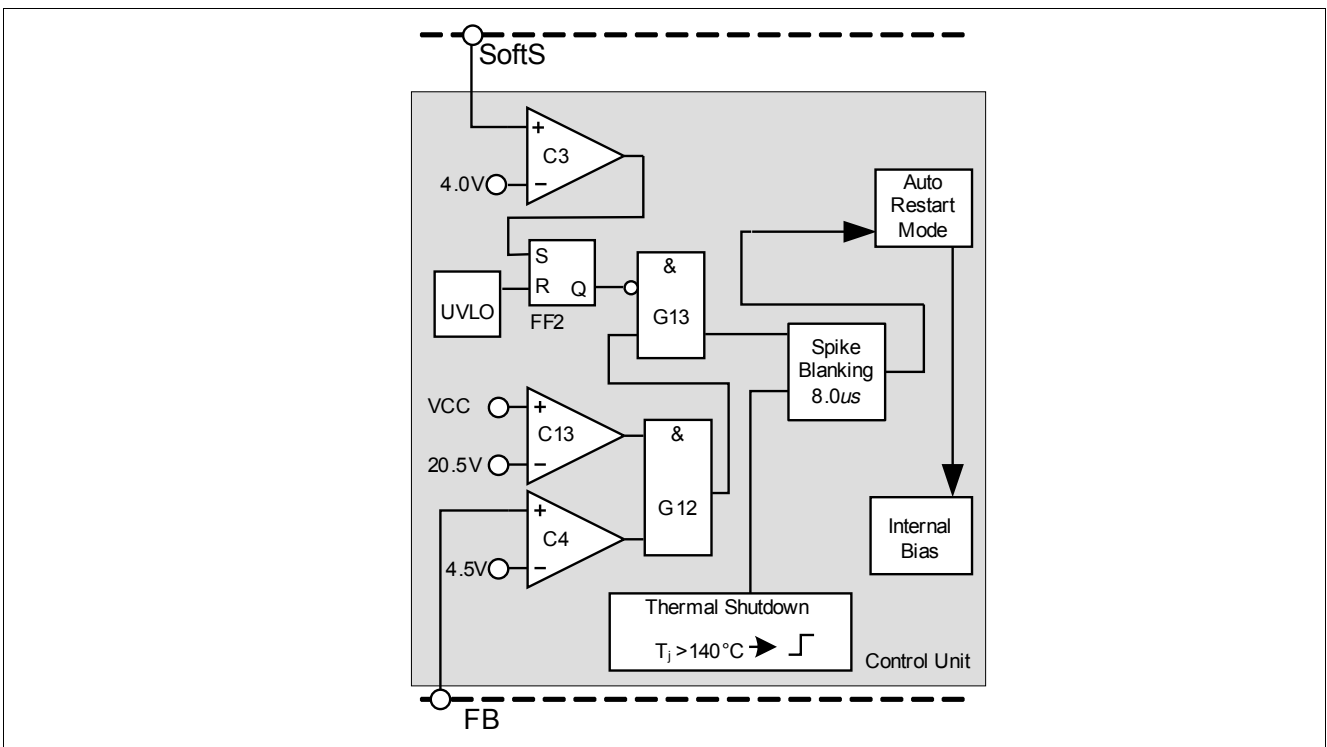 SoftS
+
C3
4.0V
−
Auto
Restart
Mode
S
R Q
UVLO
FF2
&
G13
Spike
Blanking
8.0us
VCC
+
C13
20.5V
−
&
G12
+
C4
4.5V
−
Internal
Bias
Thermal Shutdown
Tj >140°C
Control Unit
FB